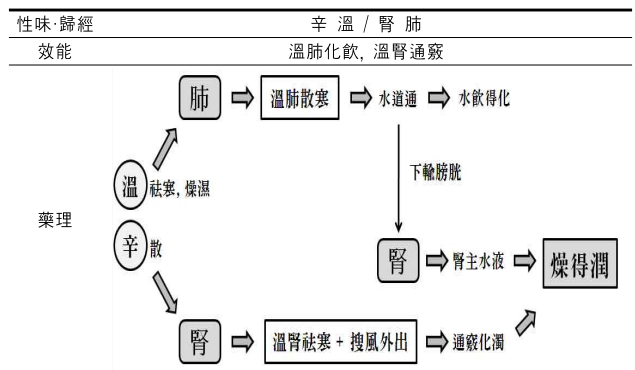 性味·歸經 辛 溫 / 腎 肺
效能 溫肺化飮, 溫腎通竅
肺 溫肺散塞 水道通 水飮得化
下輸膀胱
溫 祛塞, 燥濕
藥理
辛 散
腎 腎主水液 燥得潤
腎 溫腎祛塞 + 搜風外出 通竅化濁